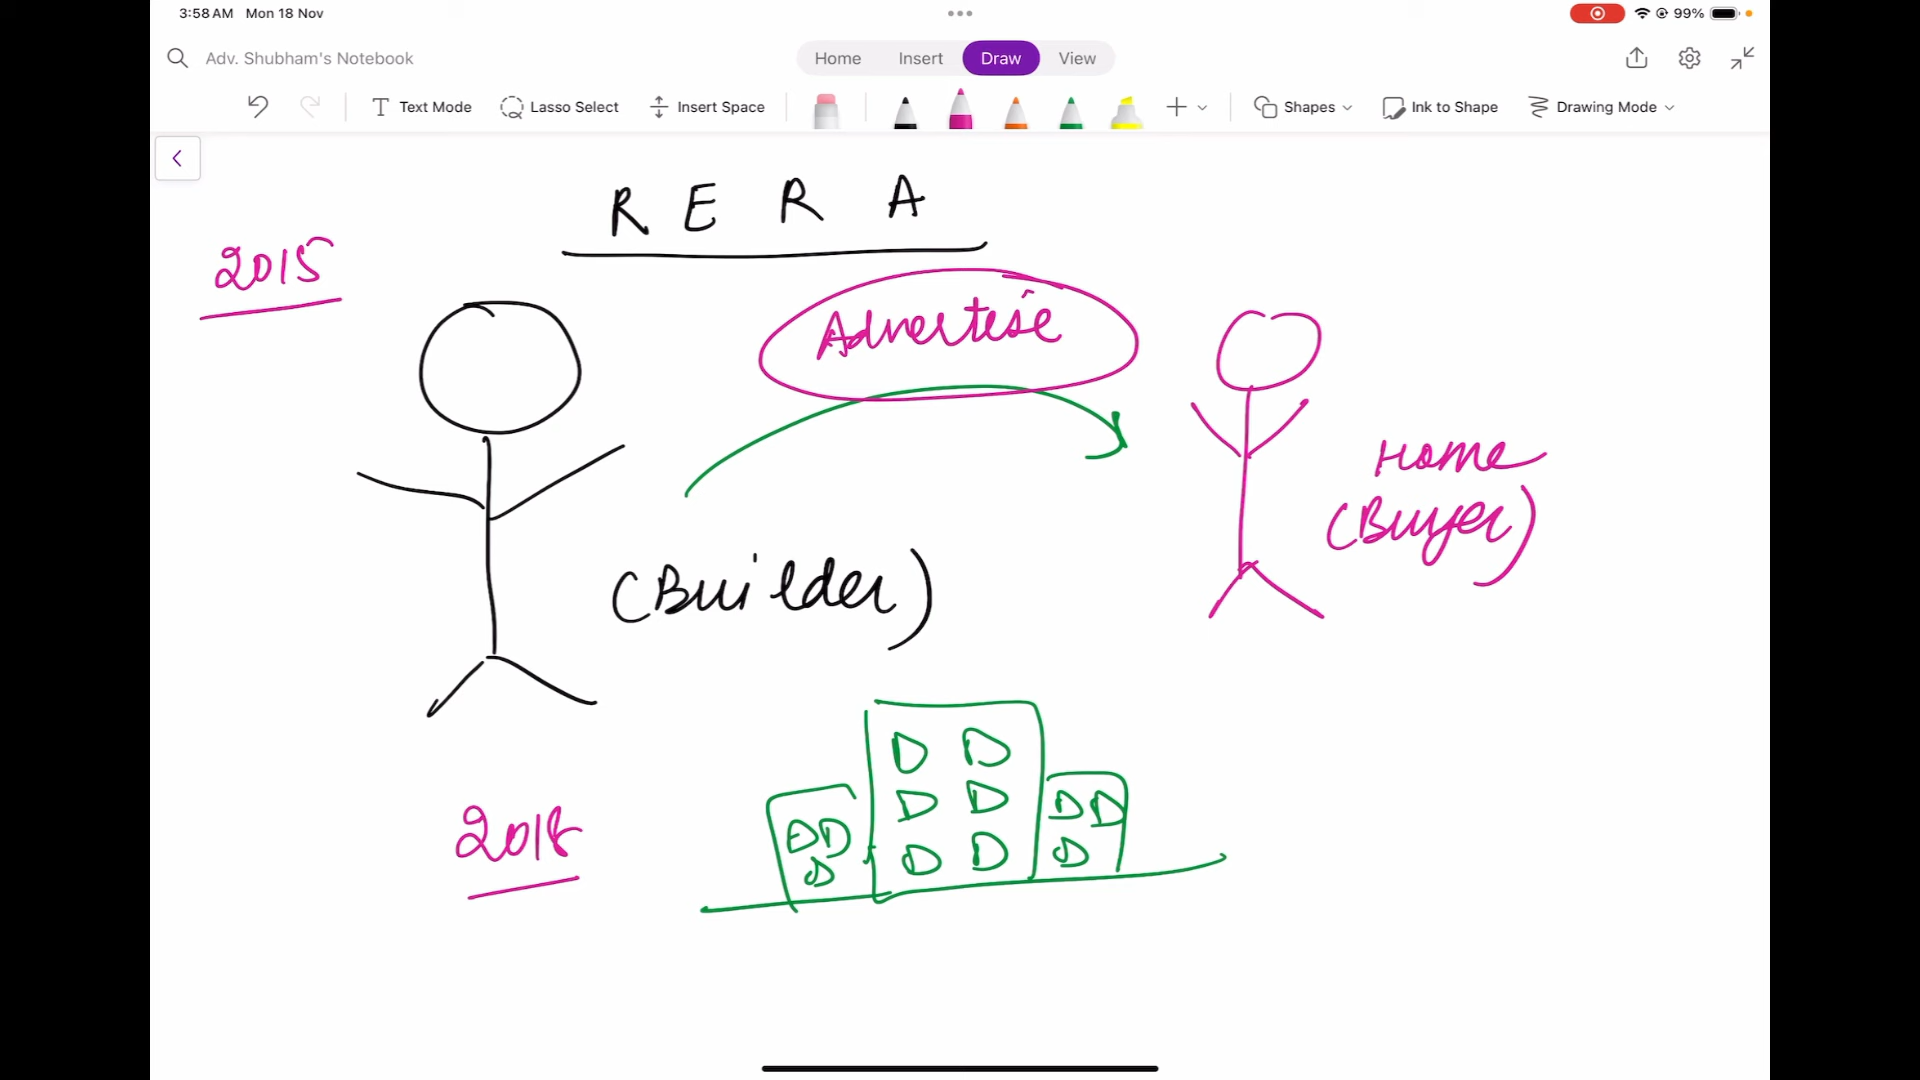 3:58 AM Mon 18 Nov
99%
Adv. Shubham's Notebook
Home Insert Draw View
Text Mode Lasso Select Insert Space Shapes Ink to Shape Drawing Mode
R E R A
2015
Advertise
Home
(Buyer)
(Builder)
2018